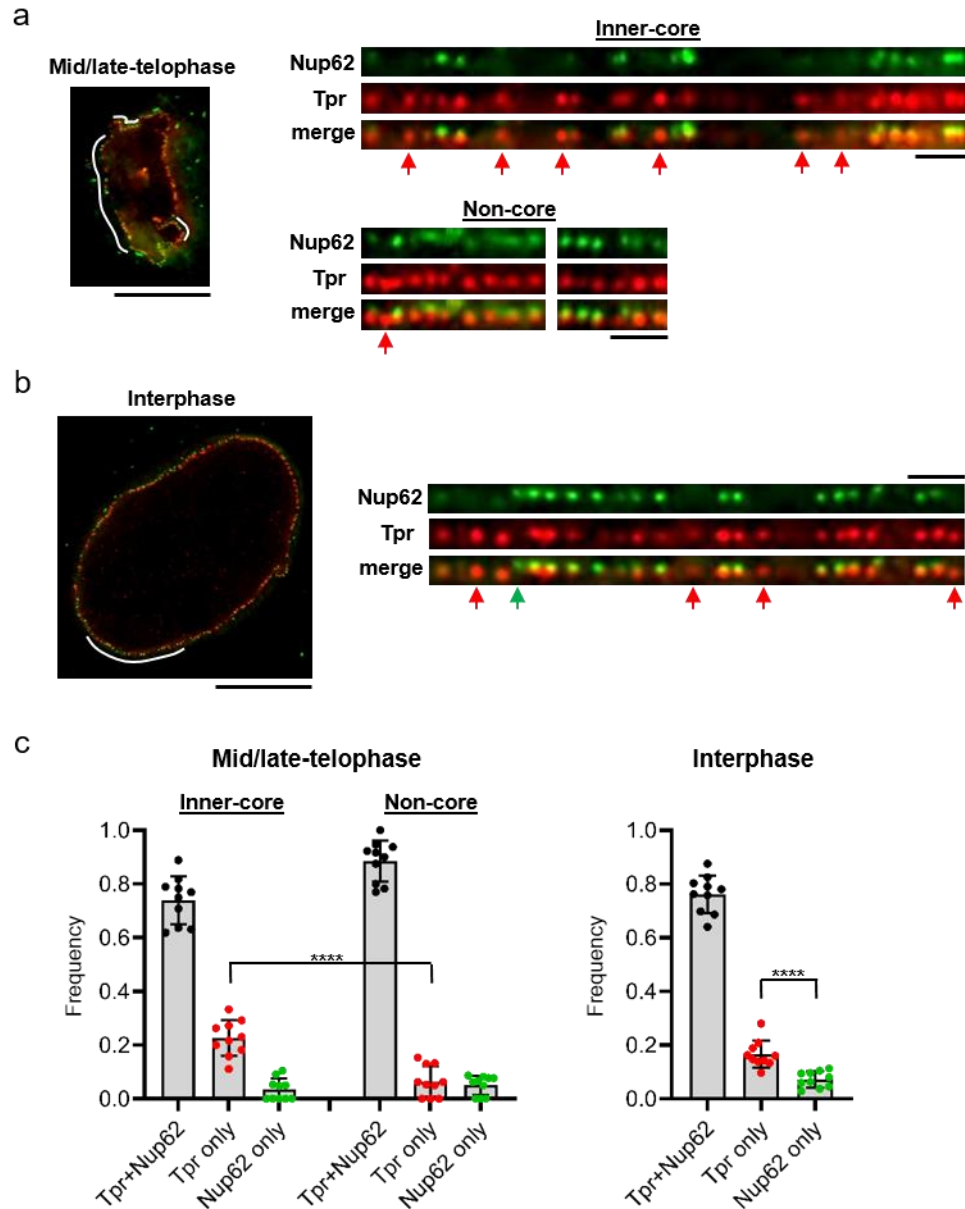 a
Mid/late-telophase
Inner-core
Nup62
Tpr
merge
Non-core
Nup62
Tpr
merge
b
Interphase
Nup62
Tpr
merge
c
Mid/late-telophase
Interphase
Inner-core
Non-core
Frequency
1.0
0.8
0.6
0.4
0.2
0.0
****
Tpr+Nup62
Tpr only
Nup62 only
Tpr+Nup62
Tpr only
Nup62 only
Frequency
1.0
0.8
0.6
0.4
0.2
0.0
****
Tpr+Nup62
Tpr only
Nup62 only